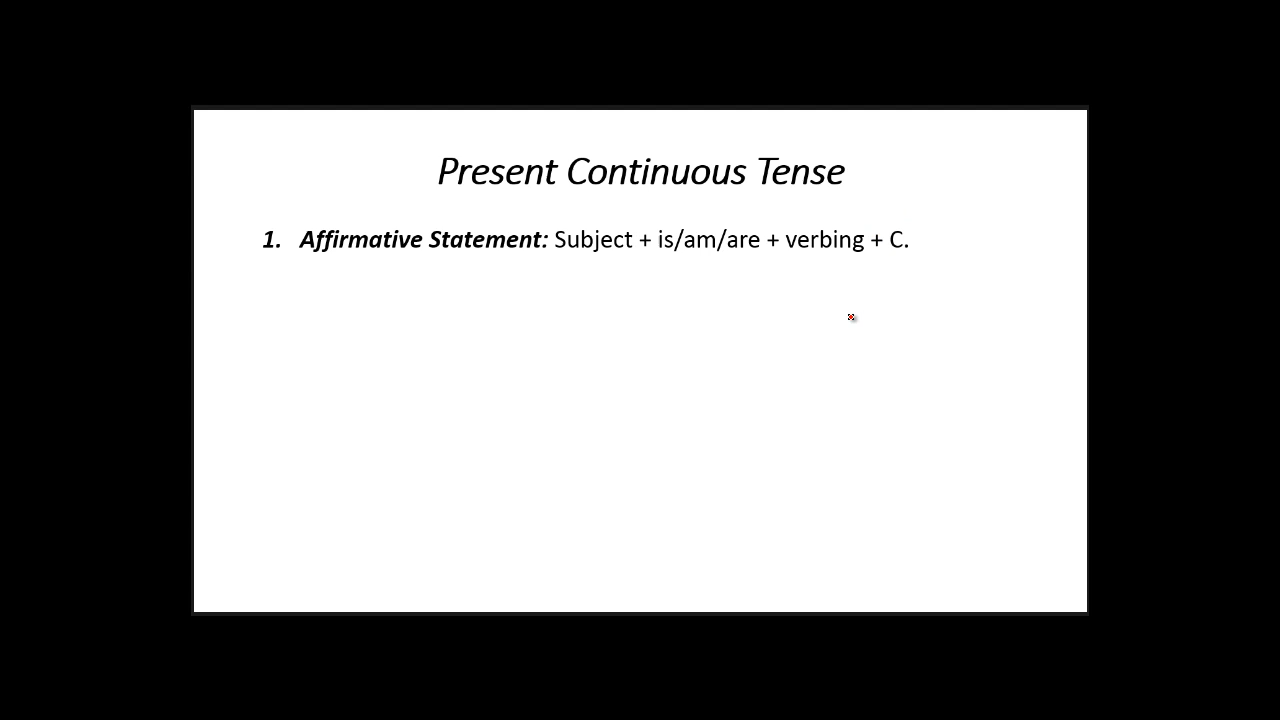 Present Continuous Tense
1. Affirmative Statement: Subject + is/am/are + verbing + C.